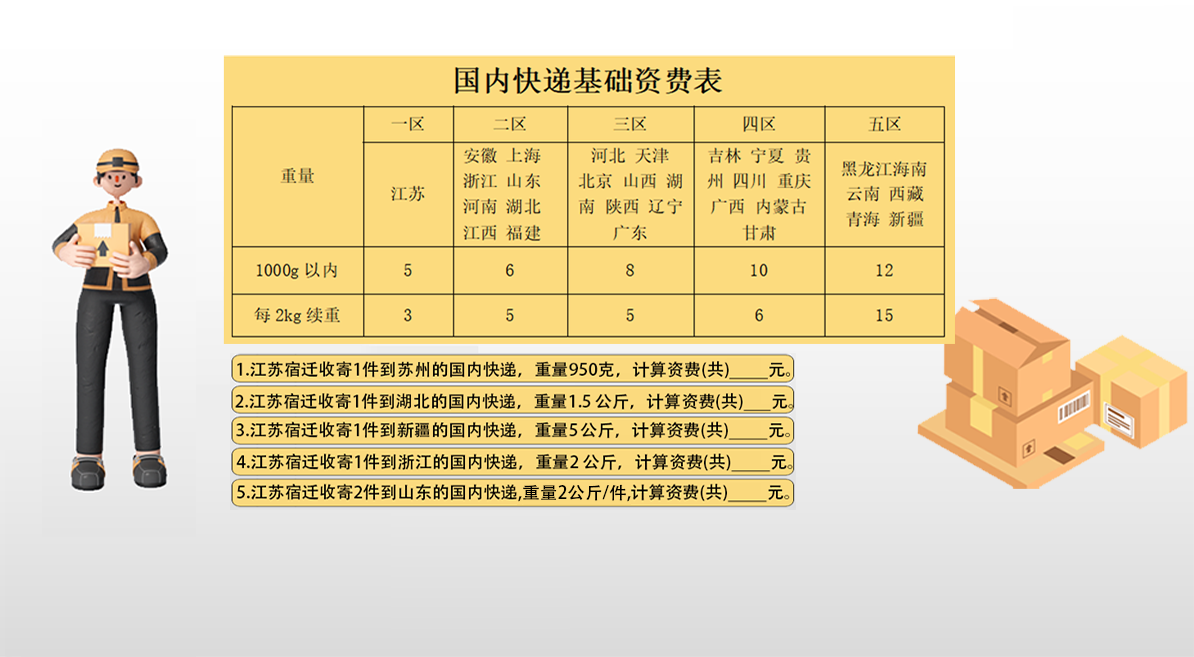 国内快递基础资费表
重量 一区 二区 三区 四区 五区
江苏
安徽 上海
浙江 山东
河南 湖北
江西 福建
河北 天津
北京 山西 湖
南 陕西 辽宁
广东
吉林 宁夏 贵
州 四川 重庆
广西 内蒙古
甘肃
黑龙江海南
云南 西藏
青海 新疆
1000g 以内 5 6 8 10 12
每 2kg 续重 3 5 5 6 15
1.江苏宿迁收寄1件到苏州的国内快递，重量950克，计算资费(共)____元。
2.江苏宿迁收寄1件到湖北的国内快递，重量1.5 公斤，计算资费(共)___元。
3.江苏宿迁收寄1件到新疆的国内快递，重量5公斤，计算资费(共)____元。
4.江苏宿迁收寄1件到浙江的国内快递，重量2 公斤，计算资费(共)____元。
5.江苏宿迁收寄2件到山东的国内快递,重量2公斤/件,计算资费(共)____元。